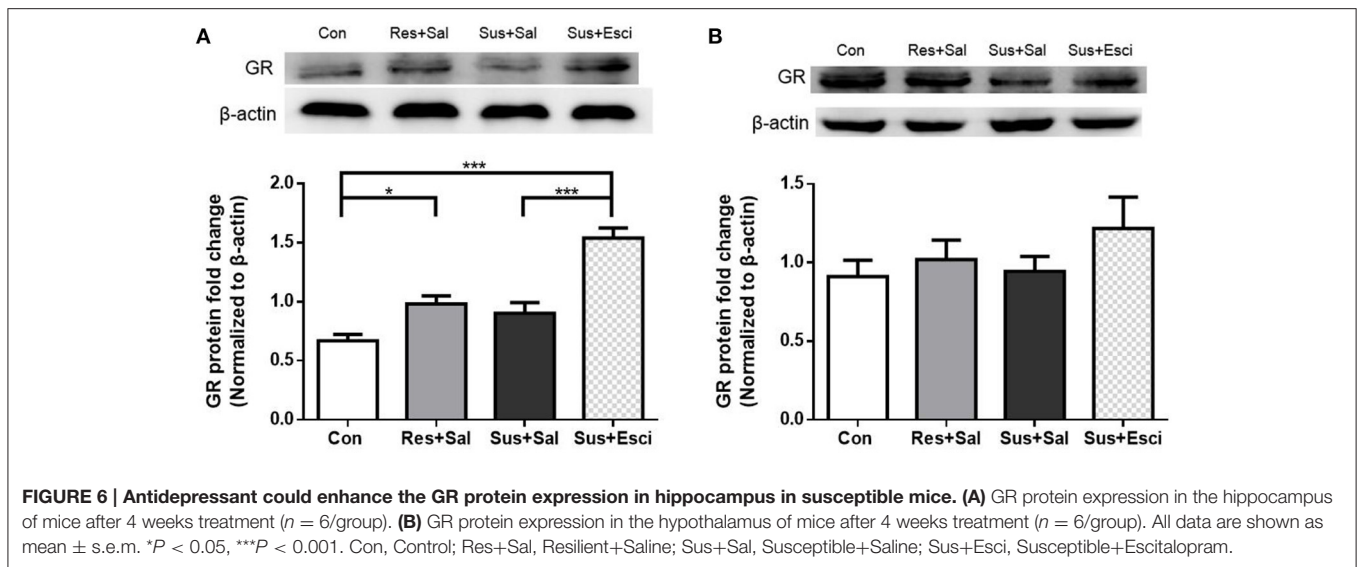 A
Con Res+Sal Sus+Sal Sus+Esci
GR
β-actin
***
* ***
GR protein fold change
(Normalized to β-actin)
2.0
1.5
1.0
0.5
0.0
Con Res+Sal Sus+Sal Sus+Esci
B
Con Res+Sal Sus+Sal Sus+Esci
GR
β-actin
GR protein fold change
(Normalized to β-actin)
1.5
1.0
0.5
0.0
Con Res+Sal Sus+Sal Sus+Esci
FIGURE 6 | Antidepressant could enhance the GR protein expression in hippocampus in susceptible mice. (A) GR protein expression in the hippocampus
of mice after 4 weeks treatment (n = 6/group). (B) GR protein expression in the hypothalamus of mice after 4 weeks treatment (n = 6/group). All data are shown as
mean ± s.e.m. *P < 0.05, ***P < 0.001. Con, Control; Res+Sal, Resilient+Saline; Sus+Sal, Susceptible+Saline; Sus+Esci, Susceptible+Escitalopram.